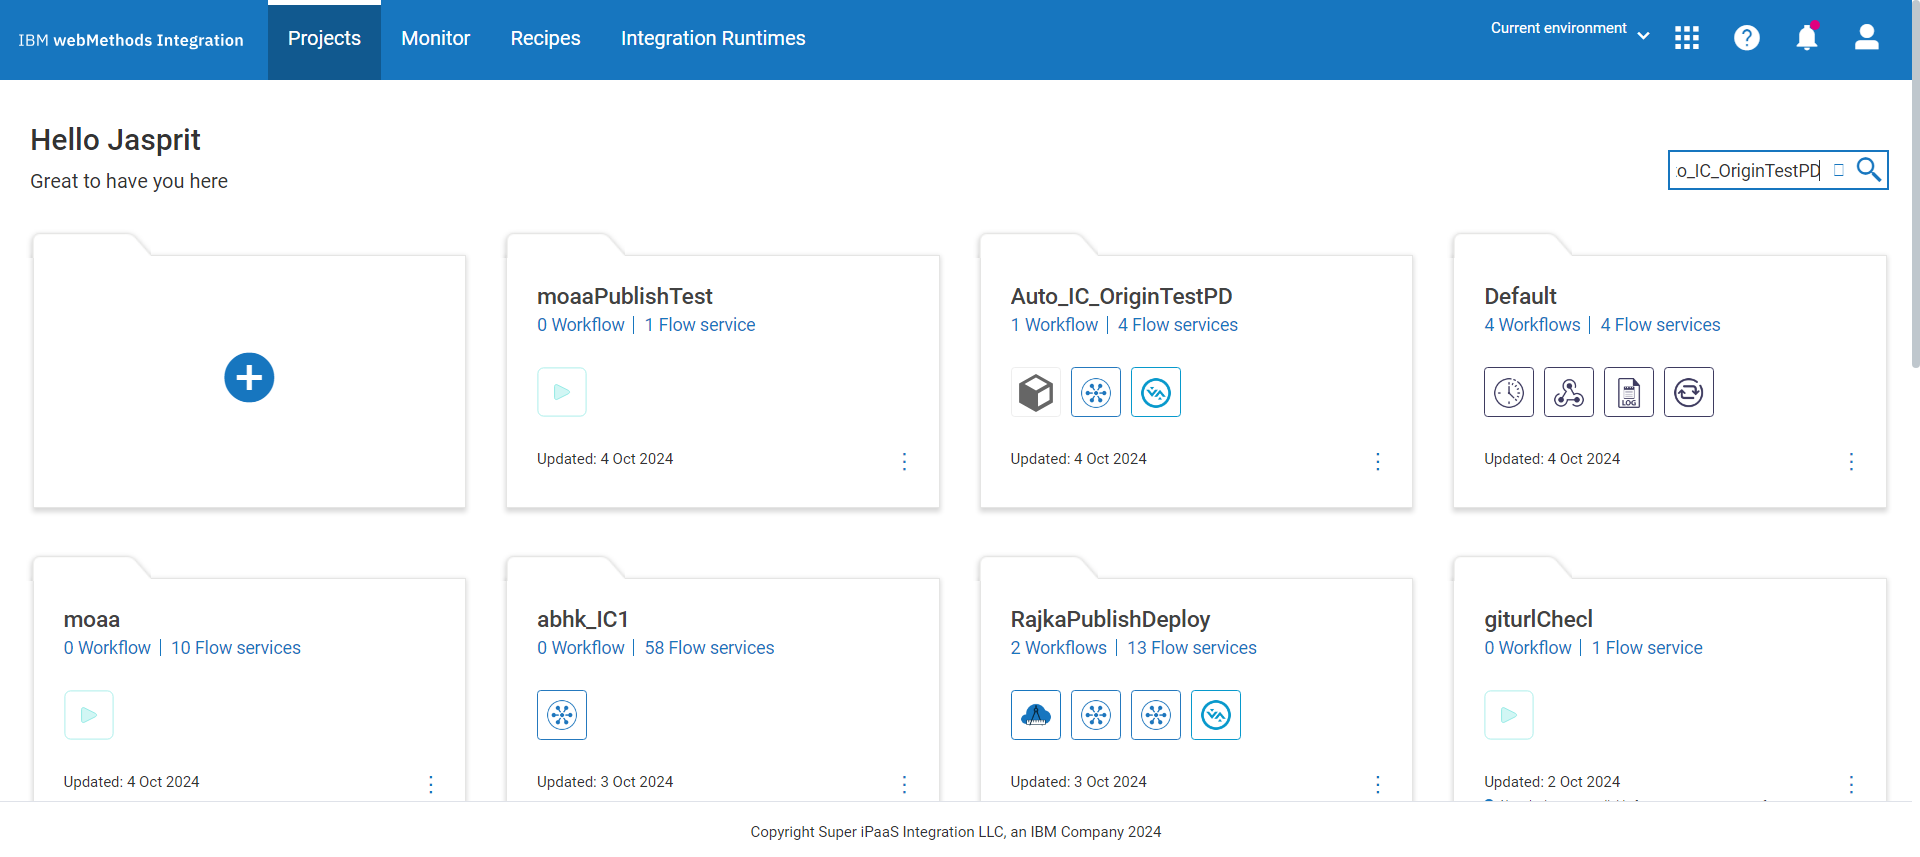 IBM webMethods Integration
Projects
Monitor
Recipes
Integration Runtimes
Current environment
Hello Jasprit
Great to have you here
o_IC_OriginTestPD
moaaPublishTest
0 Workflow | 1 Flow service
Updated: 4 Oct 2024
Auto_IC_OriginTestPD
1 Workflow | 4 Flow services
Updated: 4 Oct 2024
Default
4 Workflows | 4 Flow services
LOG
Updated: 4 Oct 2024
moaa
0 Workflow | 10 Flow services
Updated: 4 Oct 2024
abhk_IC1
0 Workflow | 58 Flow services
Updated: 3 Oct 2024
RajkaPublishDeploy
2 Workflows | 13 Flow services
Updated: 3 Oct 2024
giturlChecl
0 Workflow | 1 Flow service
Updated: 2 Oct 2024
Copyright Super iPaaS Integration LLC, an IBM Company 2024